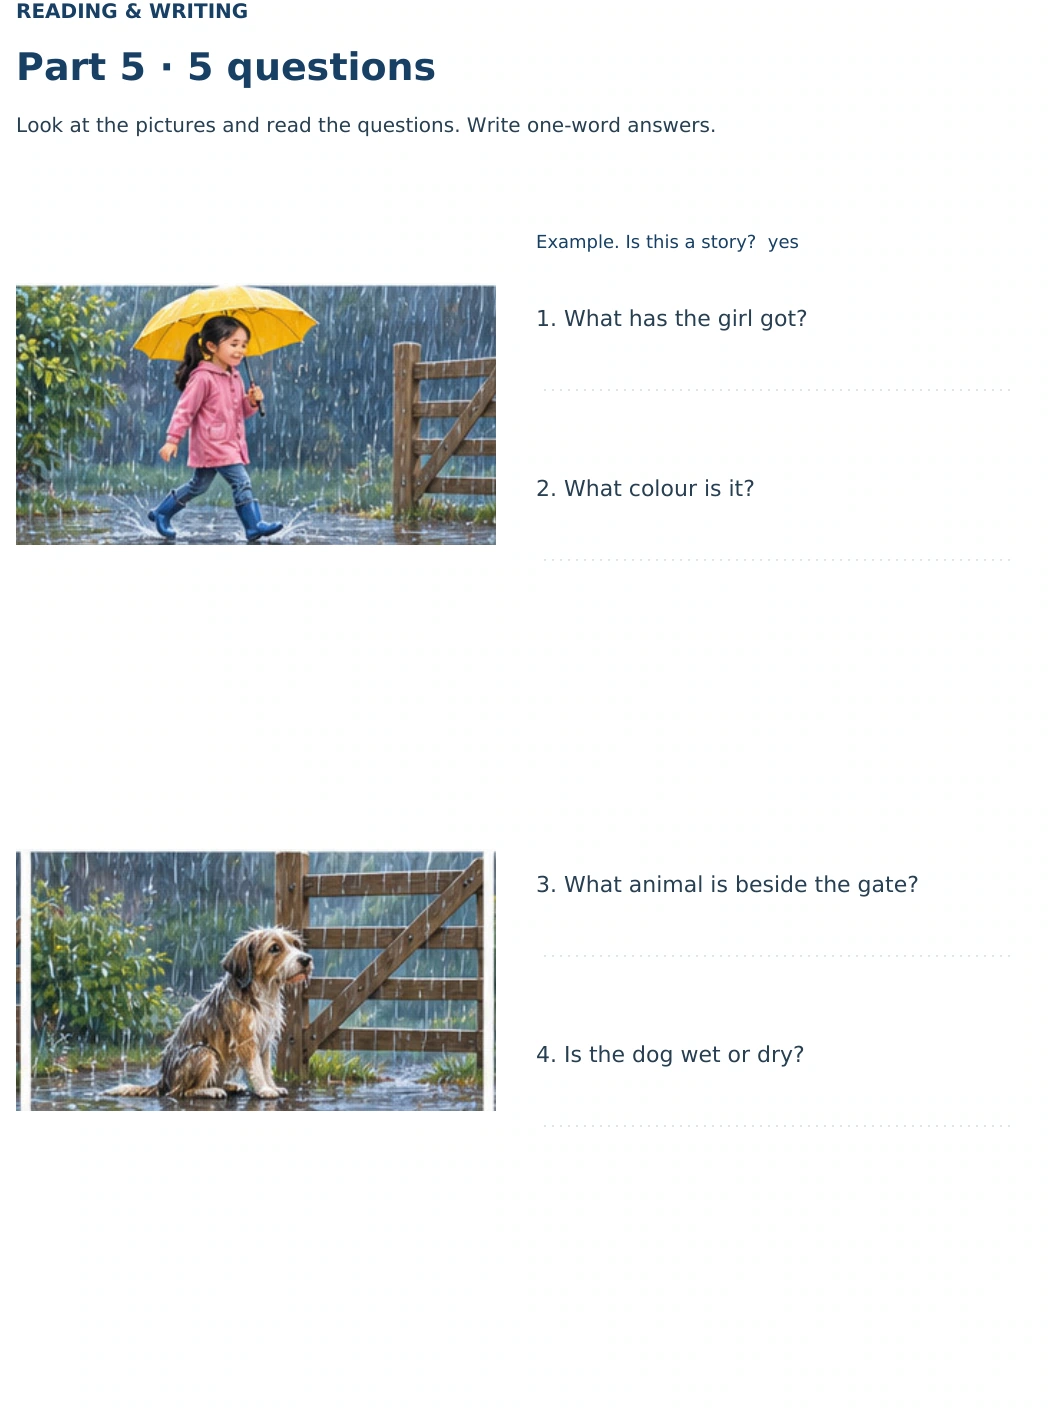 READING & WRITING
Part 5 · 5 questions
Look at the pictures and read the questions. Write one-word answers.
Example. Is this a story?  yes
1. What has the girl got?
2. What colour is it?
3. What animal is beside the gate?
4. Is the dog wet or dry?